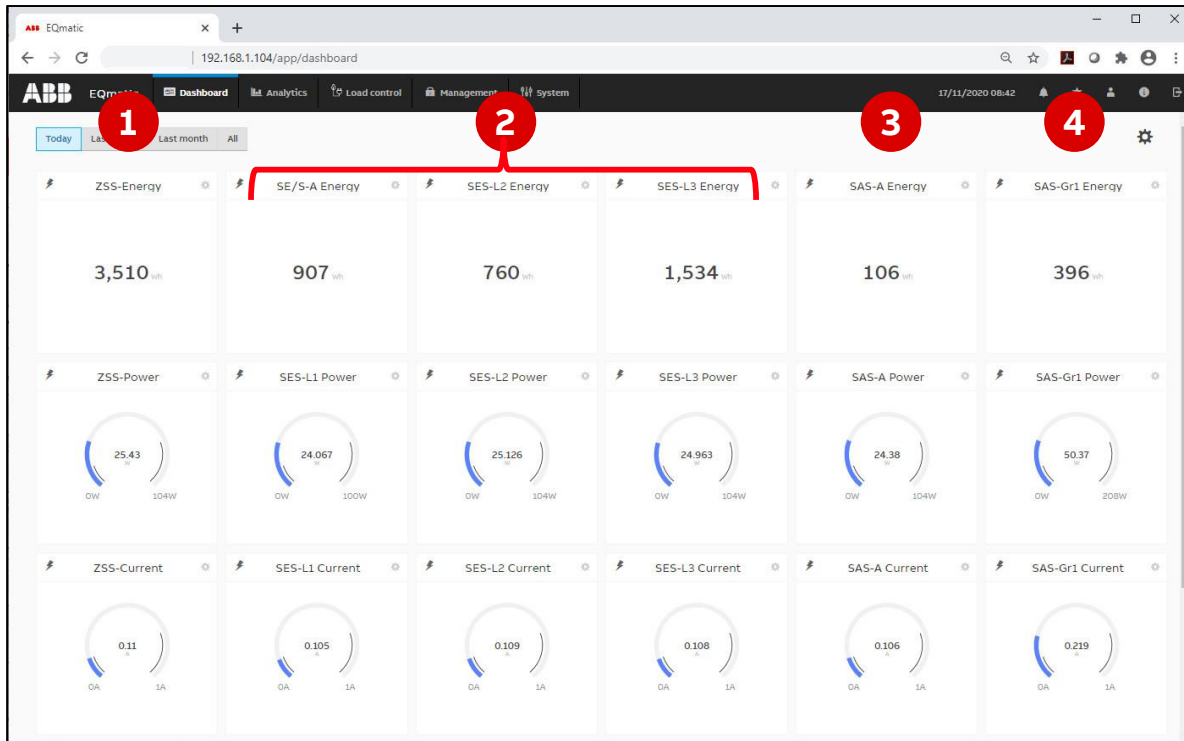 ABB EQmatic
192.168.1.104/app/dashboard
ABB Dashboard Analytics Load control Management System 17/11/2020 08:42
1 2 3 4
Today Last month All
ZSS-Energy SE/S-A Energy SES-L2 Energy SES-L3 Energy SAS-A Energy SAS-Gr1 Energy
3,510 Wh 907 Wh 760 Wh 1,534 Wh 106 Wh 396 Wh
ZSS-Power SES-L1 Power SES-L2 Power SES-L3 Power SAS-A Power SAS-Gr1 Power
25.43 24.067 25.126 24.963 24.38 50.37
W W W W W W
0W 104W 0W 100W 0W 104W 0W 104W 0W 104W 0W 208W
ZSS-Current SES-L1 Current SES-L2 Current SES-L3 Current SAS-A Current SAS-Gr1 Current
0.11 0.105 0.109 0.108 0.106 0.219
A A A A A A
0A 1A 0A 1A 0A 1A 0A 1A 0A 1A 0A 1A